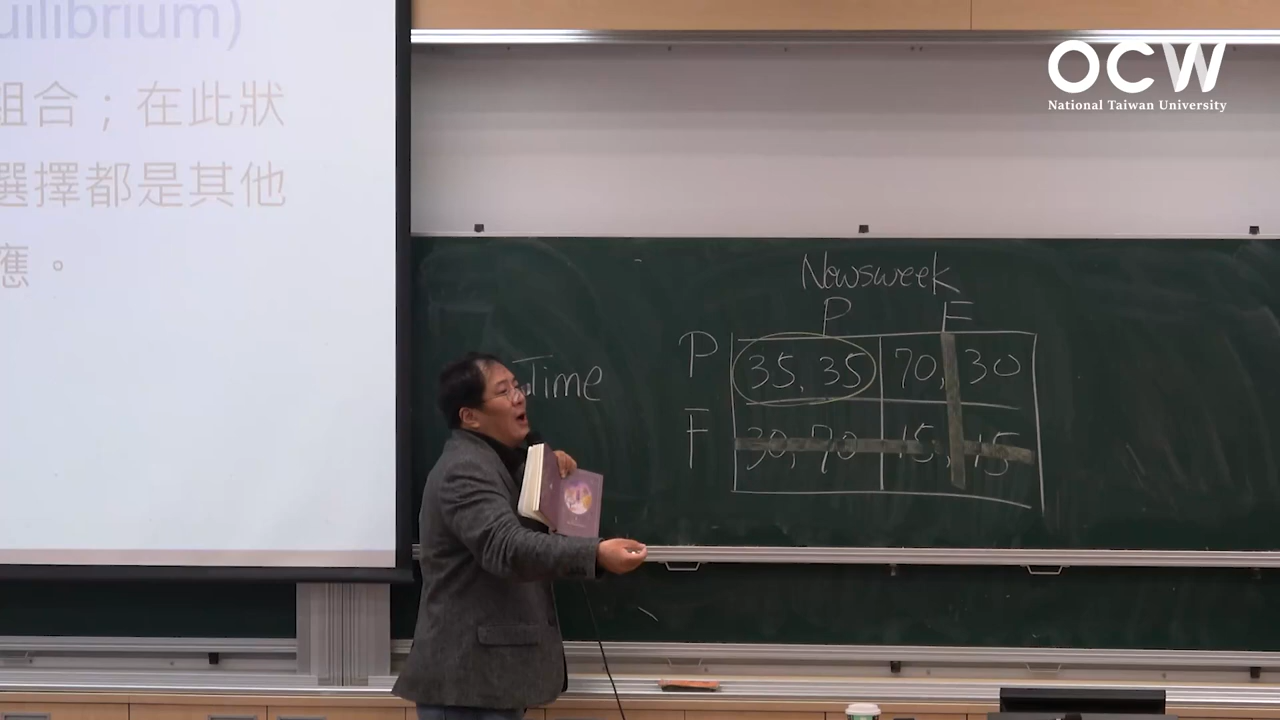 uilibrium)
組合；在此狀
選擇都是其他
應。
OCW
National Taiwan University
Newsweek
P F
Time
P 35, 35 70, 30
F 30, 70 15, 15